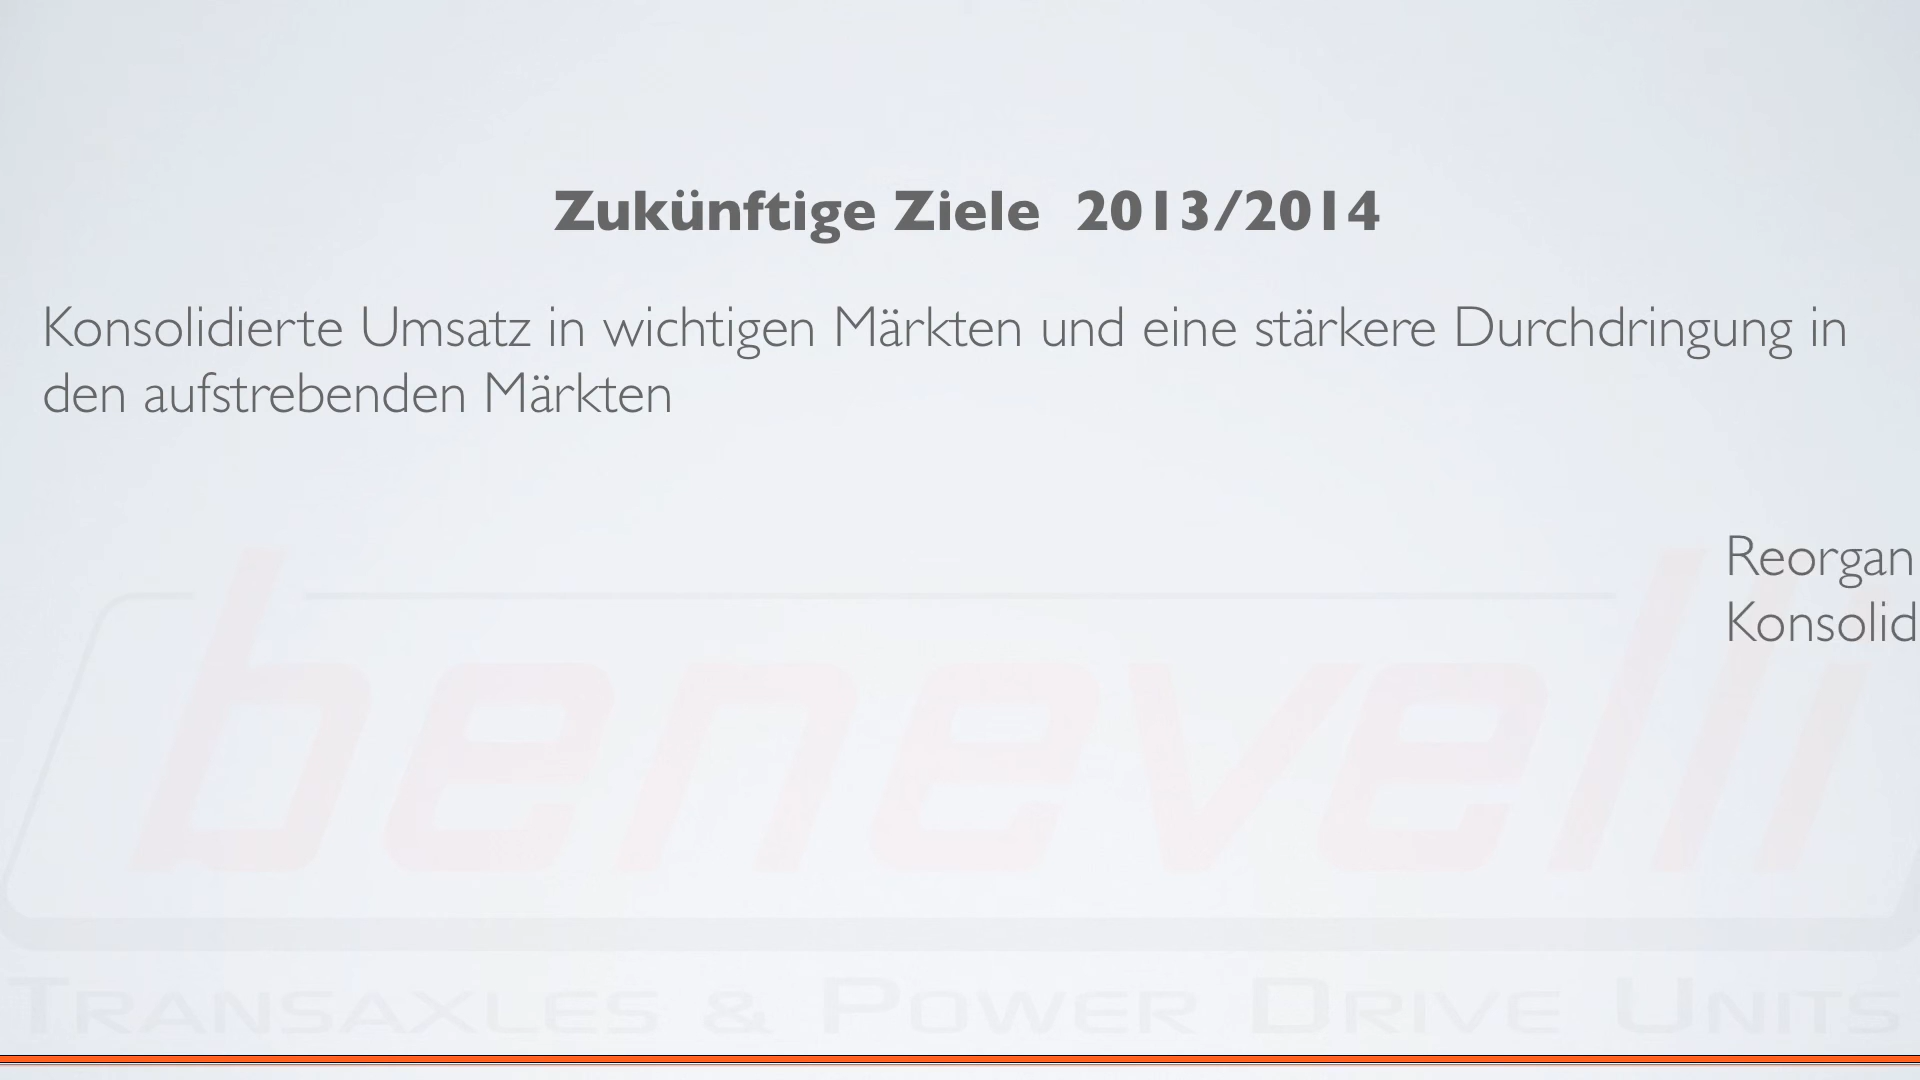 Zukünftige Ziele 2013/2014
Konsolidierte Umsatz in wichtigen Märkten und eine stärkere Durchdringung in
den aufstrebenden Märkten
Reorgan
Konsolid
benevelli
TRANSAXLES & POWER DRIVE UNITS